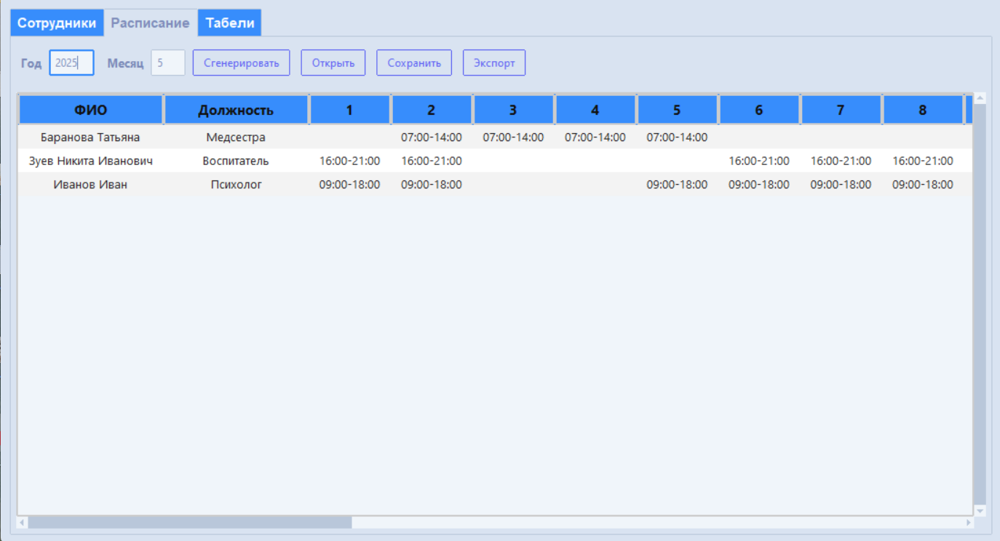 Сотрудники Расписание Табели
Год 2025 Месяц 5 Сгенерировать Открыть Сохранить Экспорт
ФИО Должность 1 2 3 4 5 6 7 8
Баранова Татьяна Медсестра 07:00-14:00 07:00-14:00 07:00-14:00 07:00-14:00
Зуев Никита Иванович Воспитатель 16:00-21:00 16:00-21:00 16:00-21:00 16:00-21:00 16:00-21:00
Иванов Иван Психолог 09:00-18:00 09:00-18:00 09:00-18:00 09:00-18:00 09:00-18:00 09:00-18:00